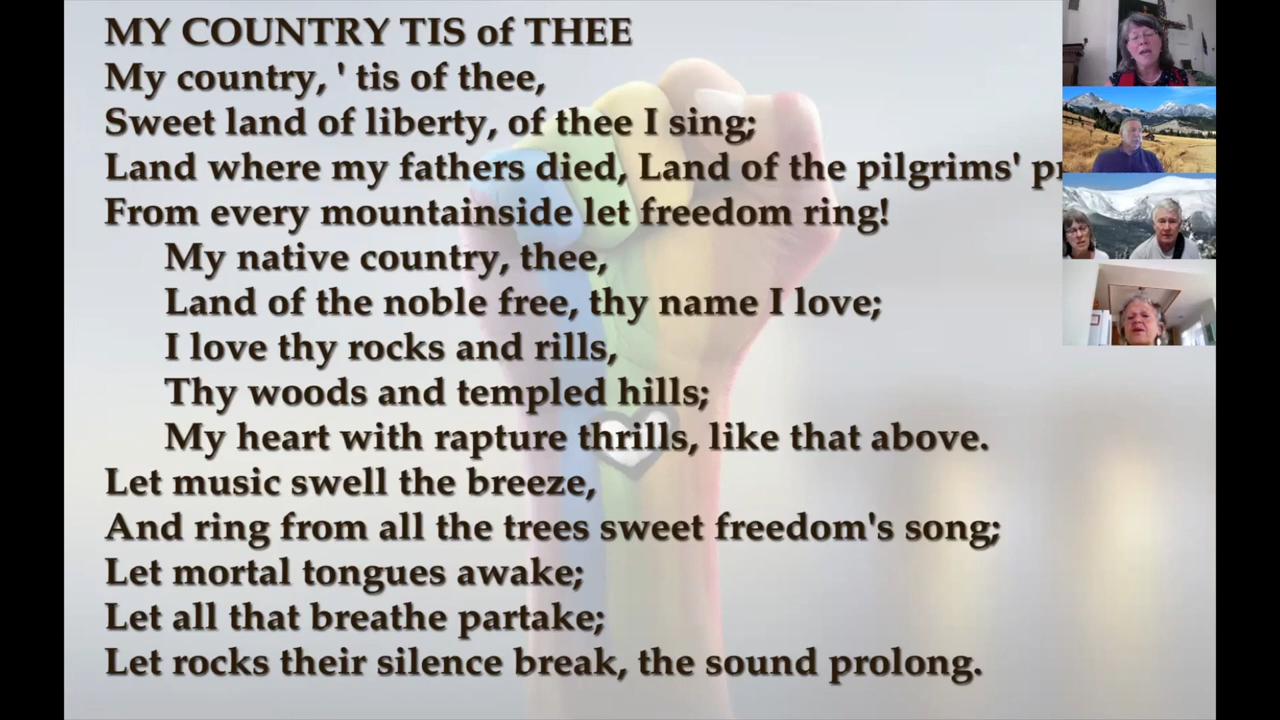 MY COUNTRY TIS of THEE
My country, ' tis of thee,
Sweet land of liberty, of thee I sing;
Land where my fathers died, Land of the pilgrims'
From every mountainside let freedom ring!
My native country, thee,
Land of the noble free, thy name I love;
I love thy rocks and rills,
Thy woods and templed hills;
My heart with rapture thrills, like that above.
Let music swell the breeze,
And ring from all the trees sweet freedom's song;
Let mortal tongues awake;
Let all that breathe partake;
Let rocks their silence break, the sound prolong.